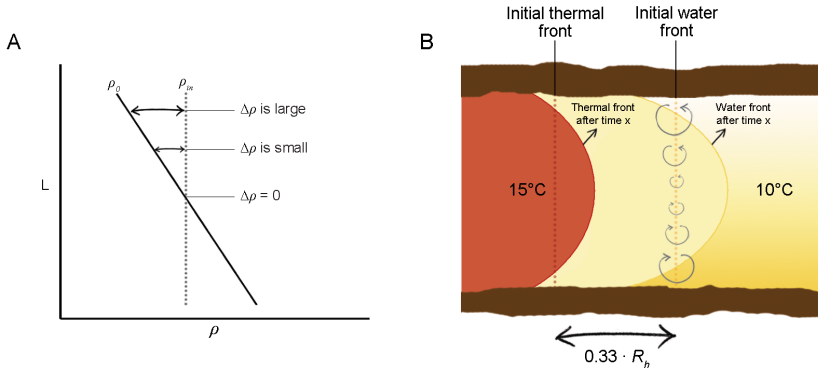 A
ρ₀
ρᵢₙ
Δρ is large
Δρ is small
Δρ = 0
L
ρ
B
Initial thermal
front
Initial water
front
Thermal front
after time x
Water front
after time x
15°C
10°C
0.33 · Rₕ